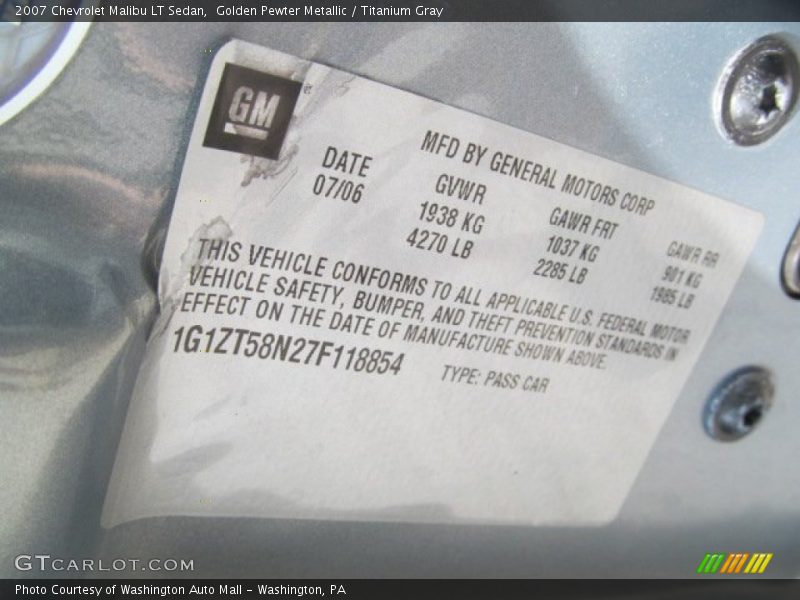 2007 Chevrolet Malibu LT Sedan,  Golden Pewter Metallic / Titanium Gray
GM
MFD BY GENERAL MOTORS CORP
DATE GVWR GAWR FRT GAWR RR
07/06 1938 KG 1037 KG 901 KG
4270 LB 2285 LB 1985 LB
THIS VEHICLE CONFORMS TO ALL APPLICABLE U.S. FEDERAL MOTOR
VEHICLE SAFETY, BUMPER, AND THEFT PREVENTION STANDARDS IN
EFFECT ON THE DATE OF MANUFACTURE SHOWN ABOVE.
1G1ZT58N27F118854 TYPE: PASS CAR
GTCARLOT.COM
Photo Courtesy of Washington Auto Mall – Washington, PA